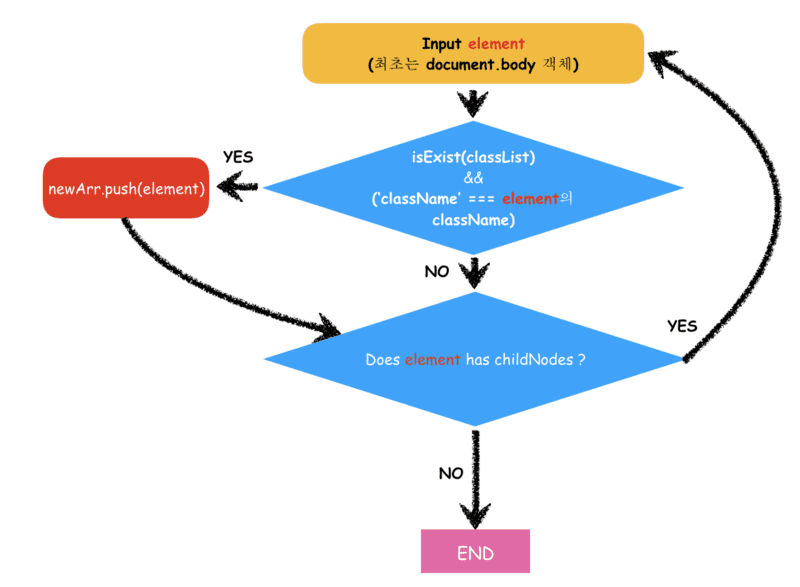 Input element
(최초는 document.body 객체)
isExist(classList)
&&
('className' === element의
className)
YES
newArr.push(element)
NO
Does element has childNodes ?
YES
NO
END